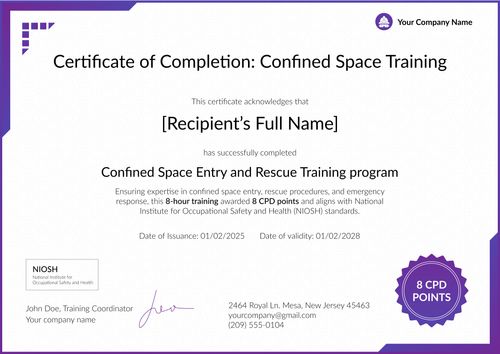 Your Company Name
Certificate of Completion: Confined Space Training
This certificate acknowledges that
[Recipient's Full Name]
has successfully completed
Confined Space Entry and Rescue Training program
Ensuring expertise in confined space entry, rescue procedures, and emergency
response, this 8-hour training awarded 8 CPD points and aligns with National
Institute for Occupational Safety and Health (NIOSH) standards.
Date of Issuance: 01/02/2025 Date of validity: 01/02/2028
NIOSH
National Institute for
Occupational Safety and Health
John Doe, Training Coordinator
Your company name
2464 Royal Ln. Mesa, New Jersey 45463
yourcompany@gmail.com
(209) 555-0104
8 CPD
POINTS